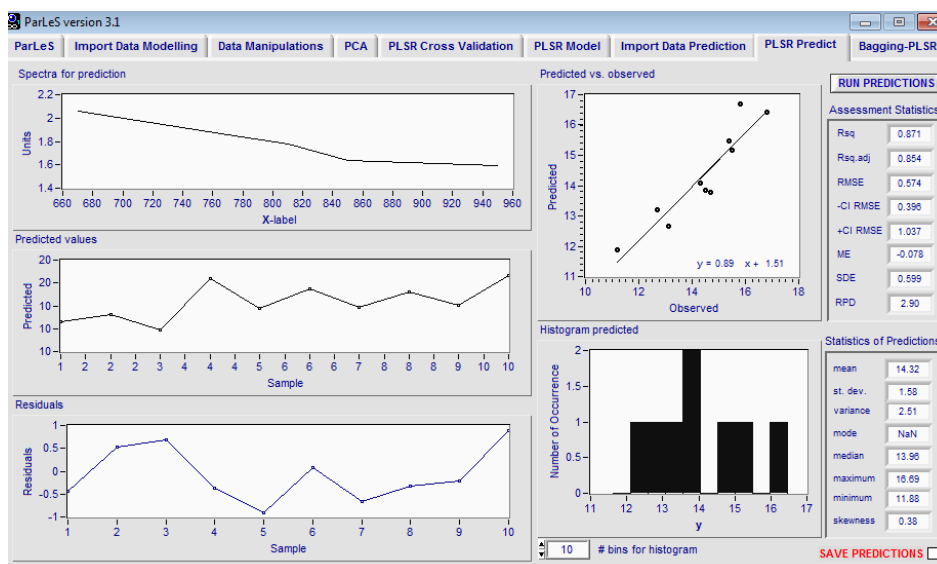 ParLeS version 3.1
ParLeS Import Data Modelling Data Manipulations PCA PLSR Cross Validation PLSR Model Import Data Prediction PLSR Predict Bagging-PLSR
Spectra for prediction
2.2
2
1.8
1.6
1.4
Units
660 680 700 720 740 760 780 800 820 840 860 880 900 920 940 960
X-label
Predicted values
20
20
10
10
10
Predicted
1 2 2 2 3 4 4 4 5 6 6 6 7 8 8 8 9 10 10
Sample
Residuals
1
0.5
0
-0.5
-1
Residuals
1 2 3 4 5 6 7 8 9 10
Sample
Predicted vs. observed
17
16
15
14
13
12
11
Predicted
y = 0.89 x + 1.51
10 12 14 16 18
Observed
Histogram predicted
2
1.5
1
0.5
0
Number of Occurrence
11 12 13 14 15 16 17
y
10 # bins for histogram
RUN PREDICTIONS
Assessment Statistics
Rsq 0.871
Rsq.adj 0.854
RMSE 0.574
-CI RMSE 0.396
+CI RMSE 1.037
ME -0.078
SDE 0.599
RPD 2.90
Statistics of Predictions
mean 14.32
st. dev. 1.58
variance 2.51
mode NaN
median 13.96
maximum 16.69
minimum 11.88
skewness 0.38
SAVE PREDICTIONS